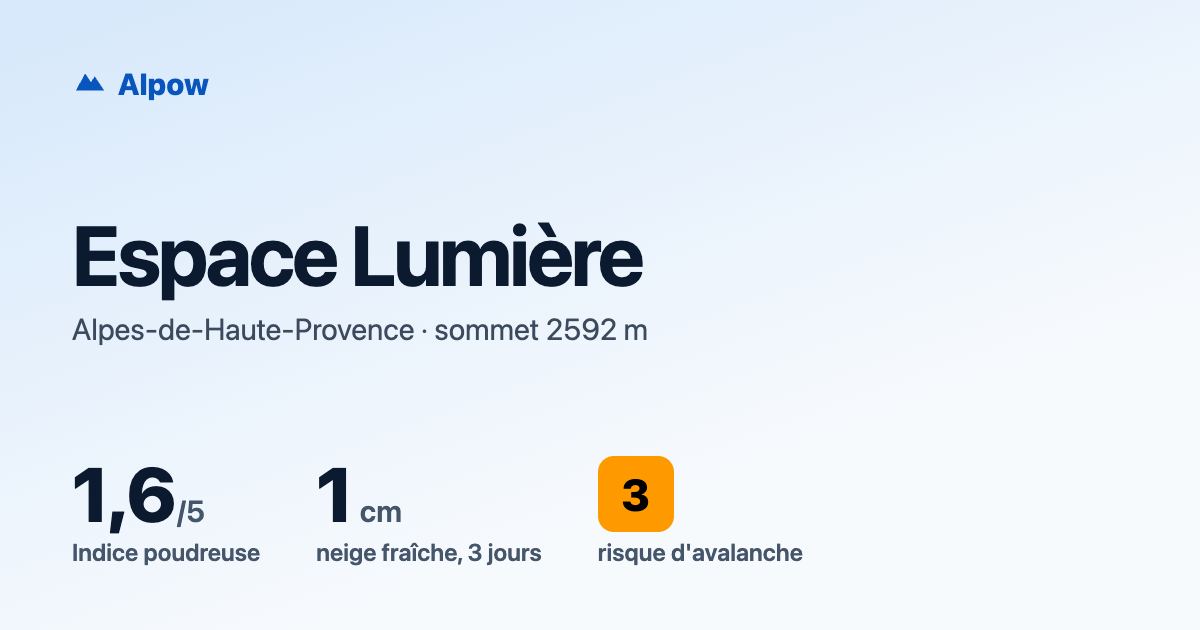 Alpow
Espace Lumière
Alpes-de-Haute-Provence · sommet 2592 m
1,6/5
Indice poudreuse
1 cm
neige fraîche, 3 jours
3
risque d'avalanche